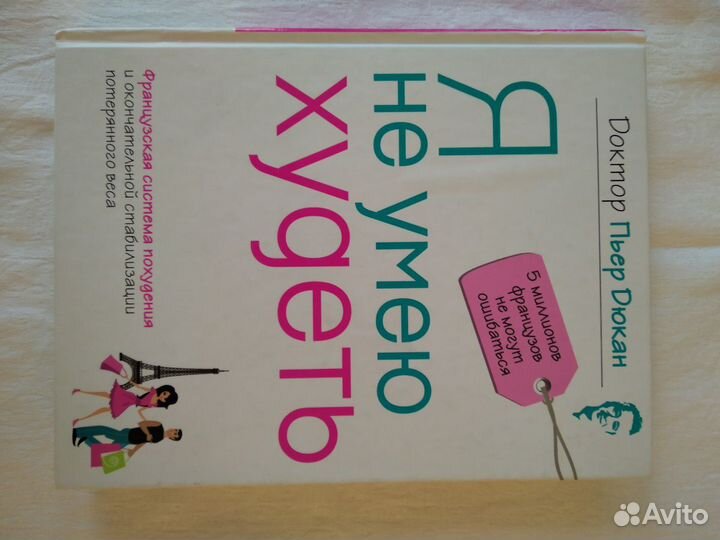 Доктор Пьер Дюкан
Я
не умею
худеть
5 миллионов
французов
не могут
ошибаться
Французская система похудения
и окончательной стабилизации
потерянного веса
Avito